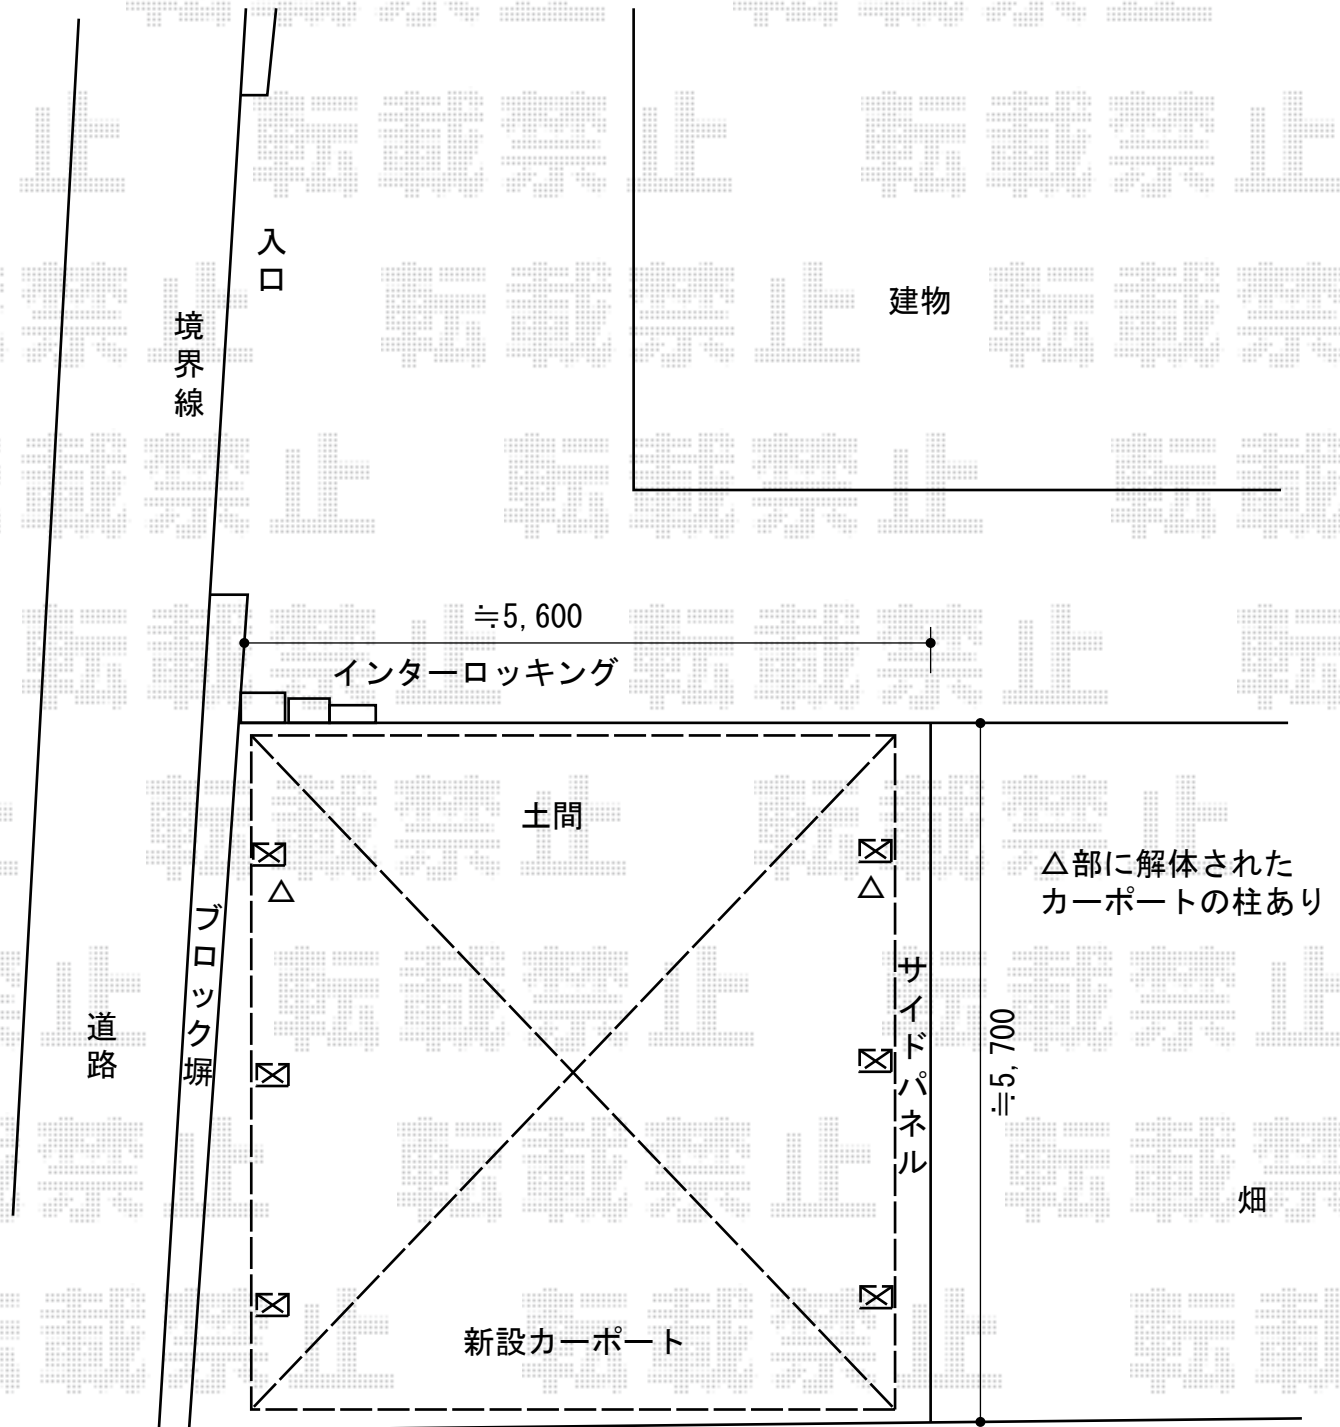 入口
建物
境界線
≒5,600
インターロッキング
土間
△部に解体された
カーポートの柱あり
△
△
ブロック塀
サイドパネル
道路
≒5,700
畑
新設カーポート
転載禁止